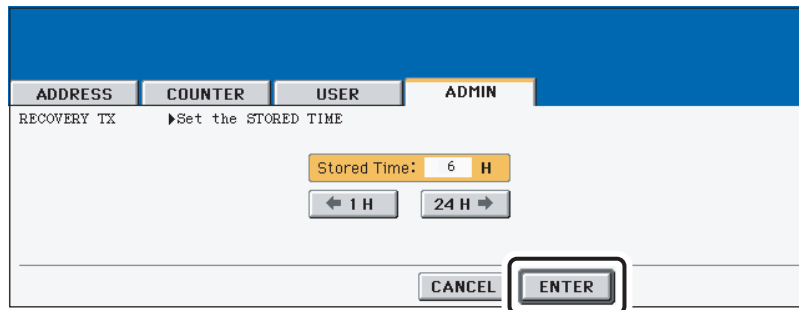 ADDRESS COUNTER USER ADMIN
RECOVERY TX ▶Set the STORED TIME
Stored Time: 6 H
← 1 H 24 H →
CANCEL ENTER